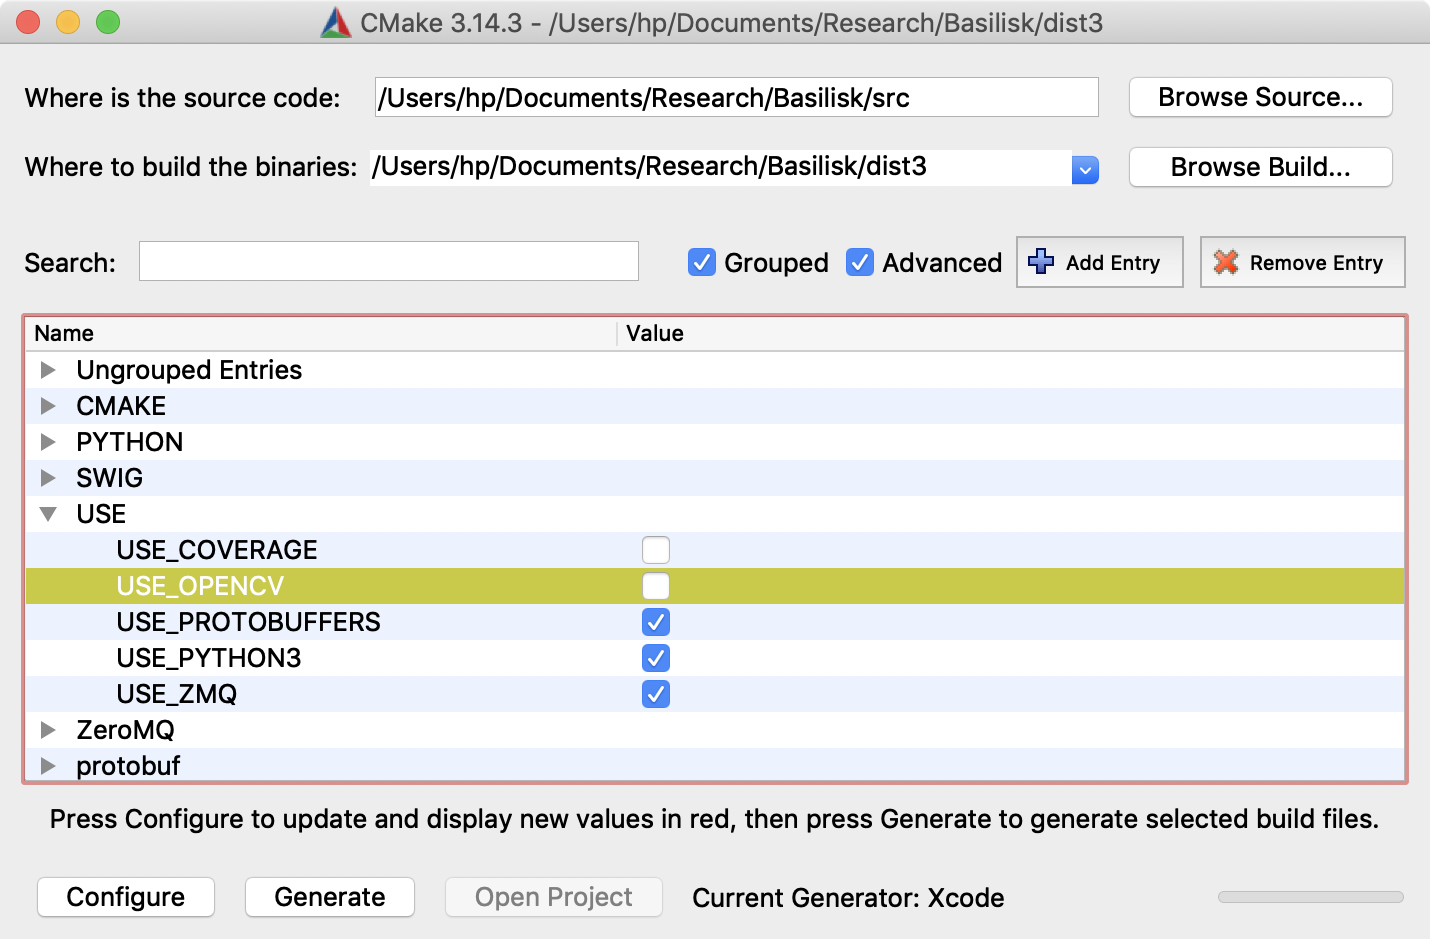 CMake 3.14.3 - /Users/hp/Documents/Research/Basilisk/dist3
Where is the source code: /Users/hp/Documents/Research/Basilisk/src Browse Source...
Where to build the binaries: /Users/hp/Documents/Research/Basilisk/dist3 Browse Build...
Search: Grouped Advanced Add Entry Remove Entry
Name Value
Ungrouped Entries
CMAKE
PYTHON
SWIG
USE
USE_COVERAGE
USE_OPENCV
USE_PROTOBUFFERS
USE_PYTHON3
USE_ZMQ
ZeroMQ
protobuf
Press Configure to update and display new values in red, then press Generate to generate selected build files.
Configure Generate Open Project Current Generator: Xcode